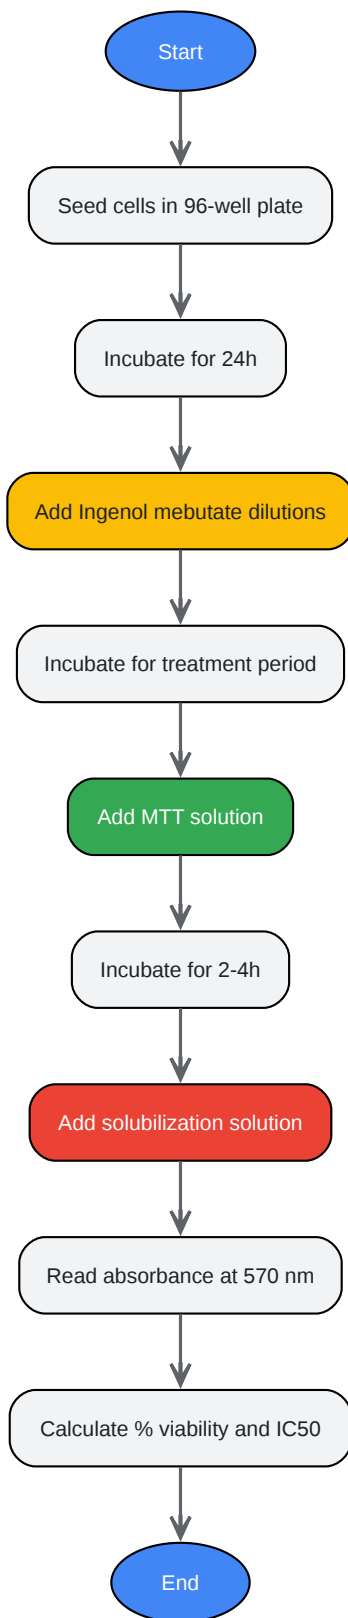 Start
Seed cells in 96-well plate
Incubate for 24h
Add Ingenol mebutate dilutions
Incubate for treatment period
Add MTT solution
Incubate for 2-4h
Add solubilization solution
Read absorbance at 570 nm
Calculate % viability and IC50
End